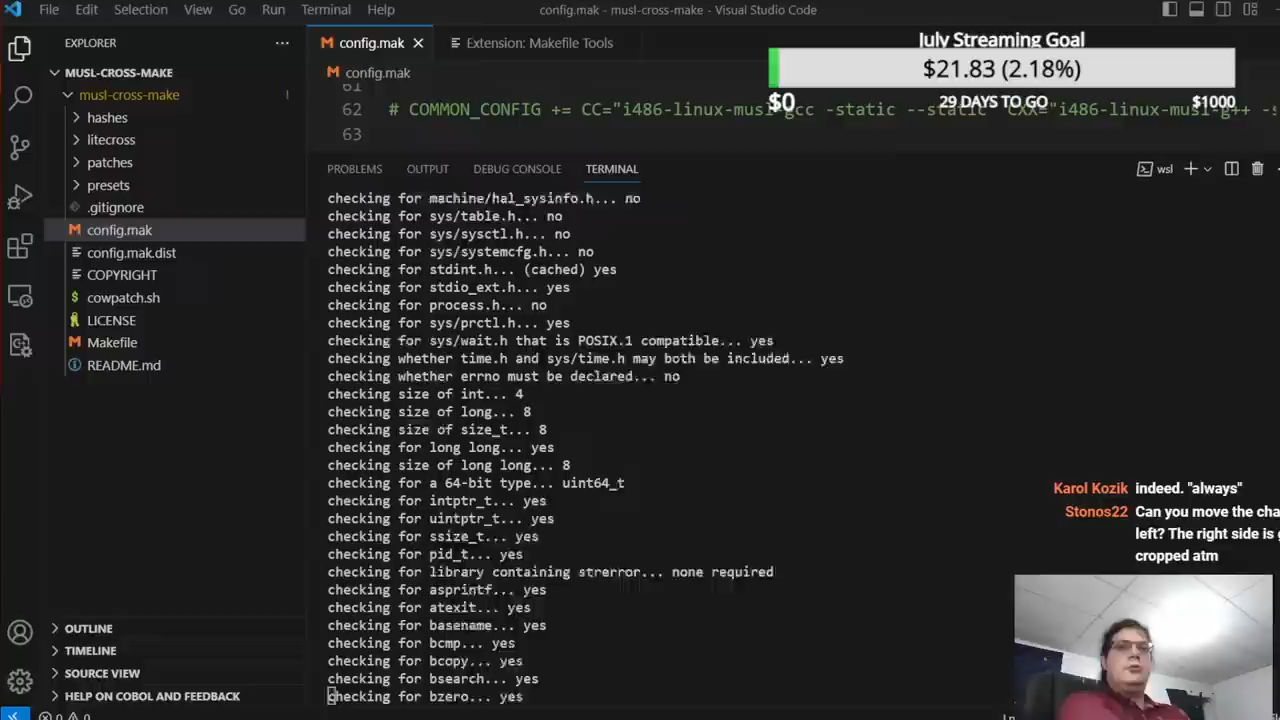 File Edit Selection View Go Run Terminal Help
config.mak - musl-cross-make - Visual Studio Code
EXPLORER
MUSL-CROSS-MAKE
musl-cross-make
!
hashes
litecross
patches
presets
.gitignore
config.mak
config.mak.dist
COPYRIGHT
cowpatch.sh
LICENSE
Makefile
README.md
OUTLINE
TIMELINE
SOURCE VIEW
HELP ON COBOL AND FEEDBACK
config.mak
Extension: Makefile Tools
config.mak
61
62 # COMMON_CONFIG += CC="i486-linux-musl-gcc -static --static" CXX="i486-linux-musl-g++ -s
63
July Streaming Goal
$21.83 (2.18%)
$0 29 DAYS TO GO $1000
PROBLEMS OUTPUT DEBUG CONSOLE TERMINAL
wsl
checking for machine/hal_sysinfo.h... no
checking for sys/table.h... no
checking for sys/sysctl.h... no
checking for sys/systemcfg.h... no
checking for stdint.h... (cached) yes
checking for stdio_ext.h... yes
checking for process.h... no
checking for sys/prctl.h... yes
checking for sys/wait.h that is POSIX.1 compatible... yes
checking whether time.h and sys/time.h may both be included... yes
checking whether errno must be declared... no
checking size of int... 4
checking size of long... 8
checking size of size_t... 8
checking for long long... yes
checking size of long long... 8
checking for a 64-bit type... uint64_t
checking for intptr_t... yes
checking for uintptr_t... yes
checking for ssize_t... yes
checking for pid_t... yes
checking for library containing strerror... none required
checking for asprintf... yes
checking for atexit... yes
checking for basename... yes
checking for bcmp... yes
checking for bcopy... yes
checking for bsearch... yes
checking for bzero... yes
Karol Kozik indeed. "always"
Stonos22 Can you move the cha
left? The right side is g
cropped atm
0 0